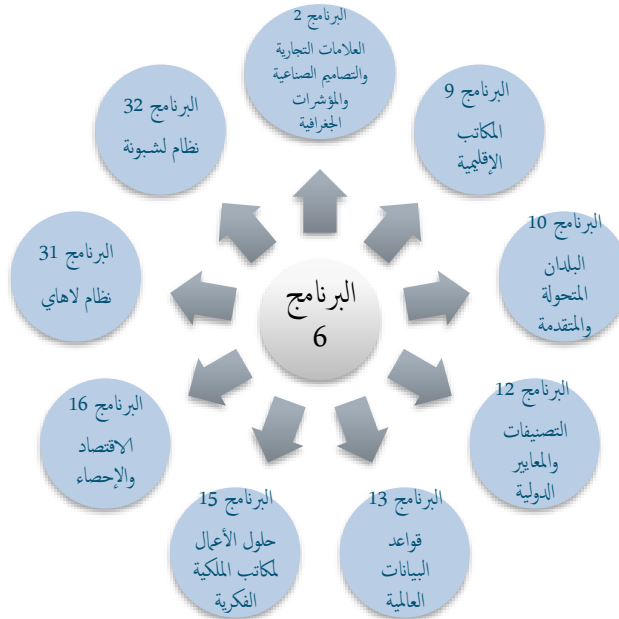 البرنامج 2
العلامات التجارية
والتصاميم الصناعية
والمؤشرات
الجغرافية
البرنامج 9
المكاتب
الإقليمية
البرنامج 10
البلدان
المتحولة
والمتقدمة
البرنامج 12
التصنيفات
والمعايير
الدولية
البرنامج 13
قواعد
البيانات
العالمية
البرنامج 15
حلول الأعمال
لمكاتب الملكية
الفكرية
البرنامج 16
الاقتصاد
والإحصاء
البرنامج 31
نظام لاهاي
البرنامج 32
نظام لشبونة
البرنامج
6